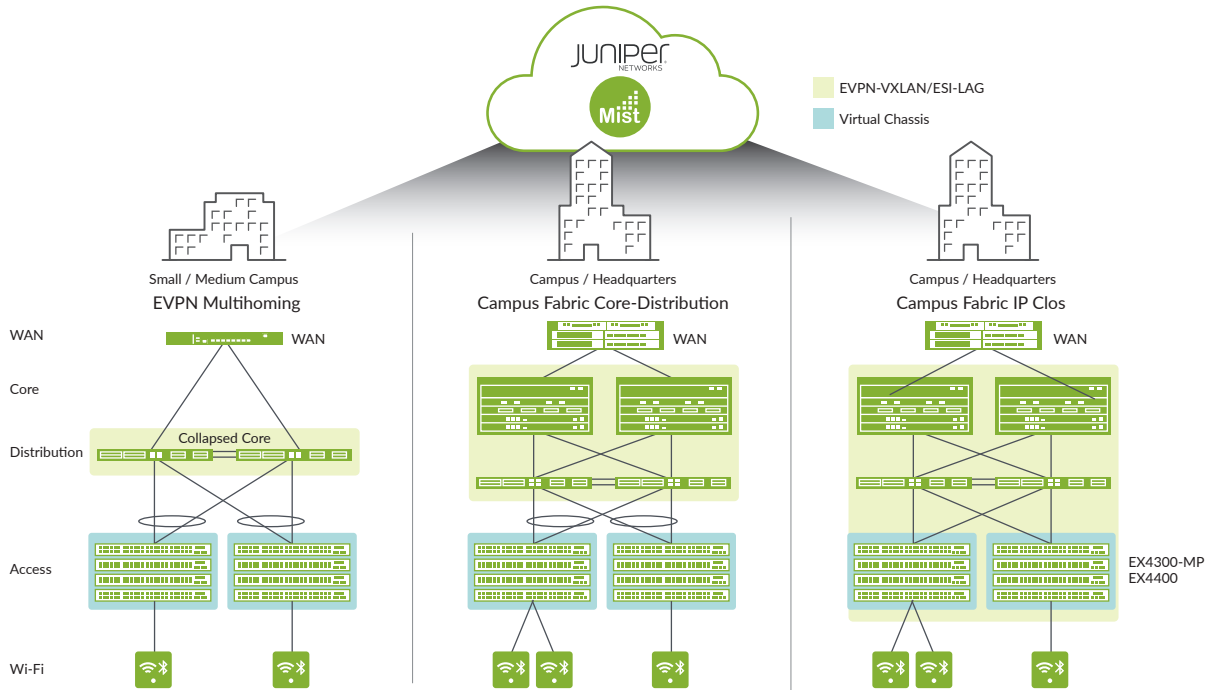 JUNIPER
NETWORKS
Mist
EVPN-VXLAN/ESI-LAG
Virtual Chassis
Small / Medium Campus
EVPN Multihoming
Campus / Headquarters
Campus Fabric Core-Distribution
Campus / Headquarters
Campus Fabric IP Clos
WAN
WAN
WAN
WAN
Core
Collapsed Core
Distribution
Access
EX4300-MP
EX4400
Wi-Fi